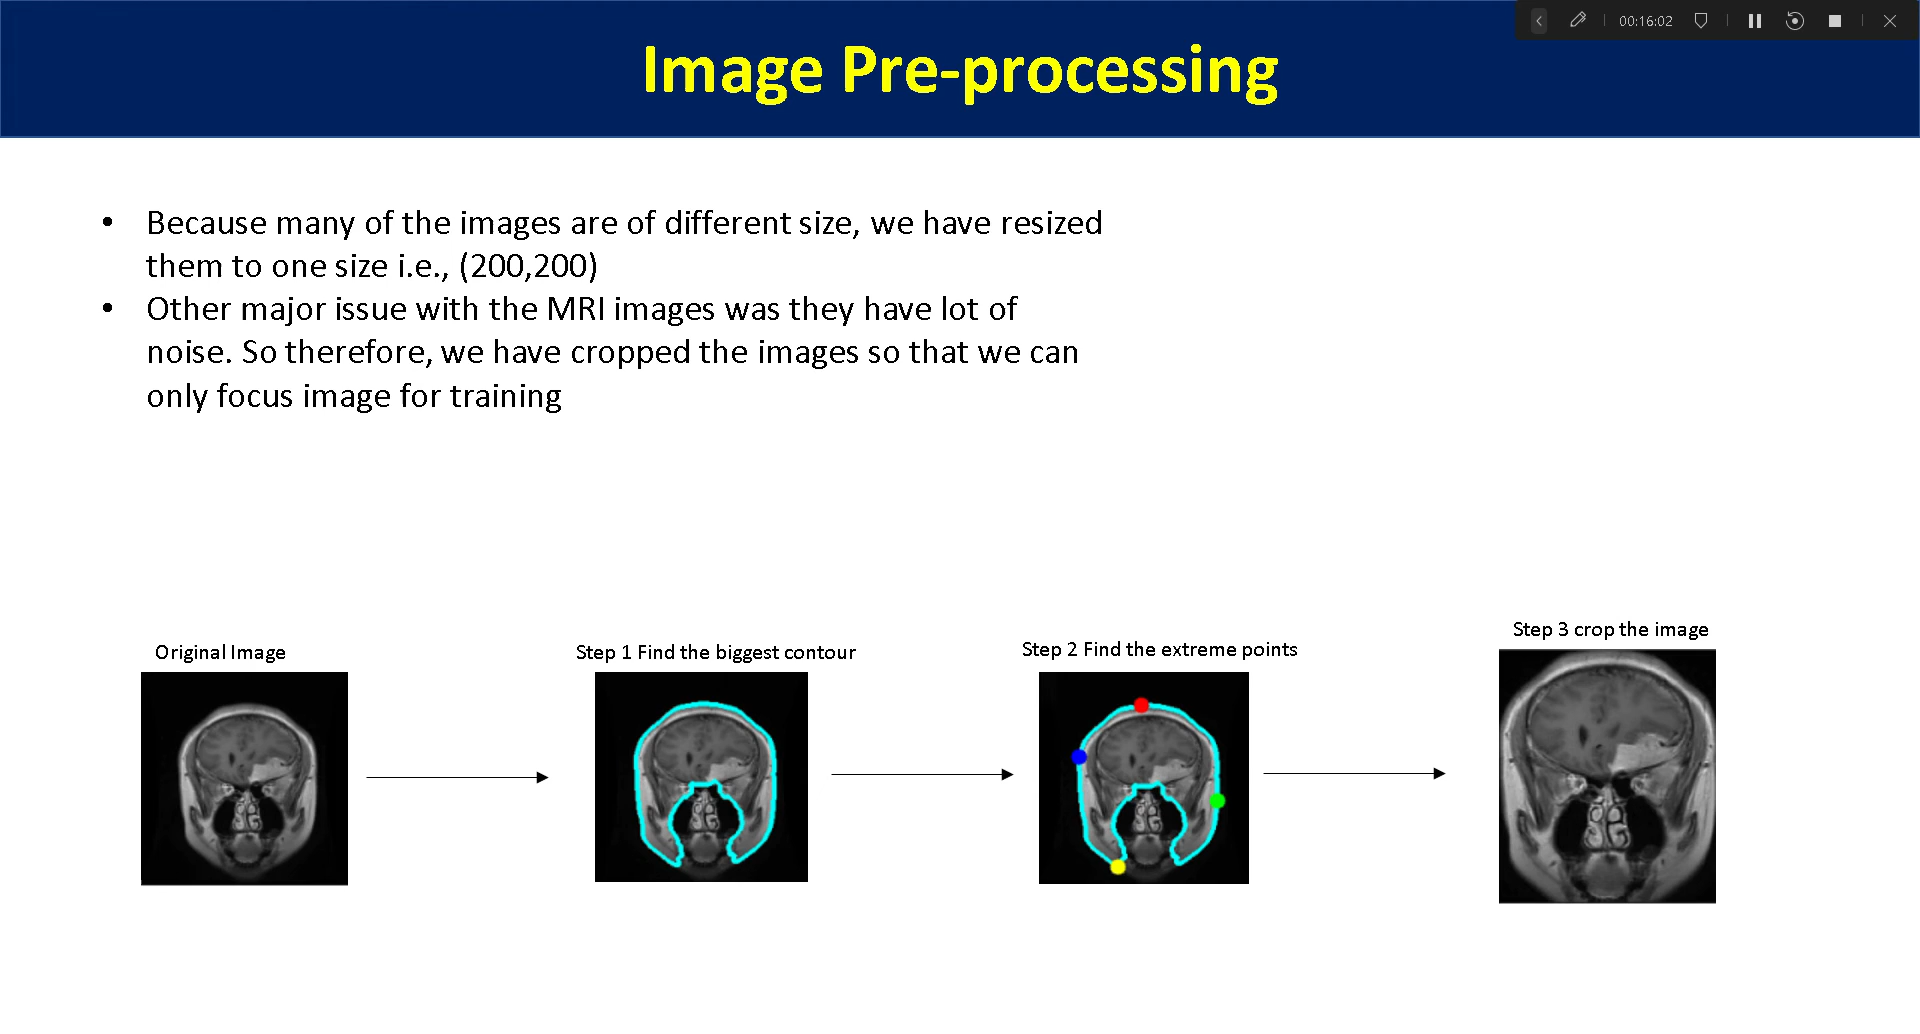 00:16:02
Image Pre-processing
• Because many of the images are of different size, we have resized
them to one size i.e., (200,200)
• Other major issue with the MRI images was they have lot of
noise. So therefore, we have cropped the images so that we can
only focus image for training
Original Image
Step 1 Find the biggest contour
Step 2 Find the extreme points
Step 3 crop the image